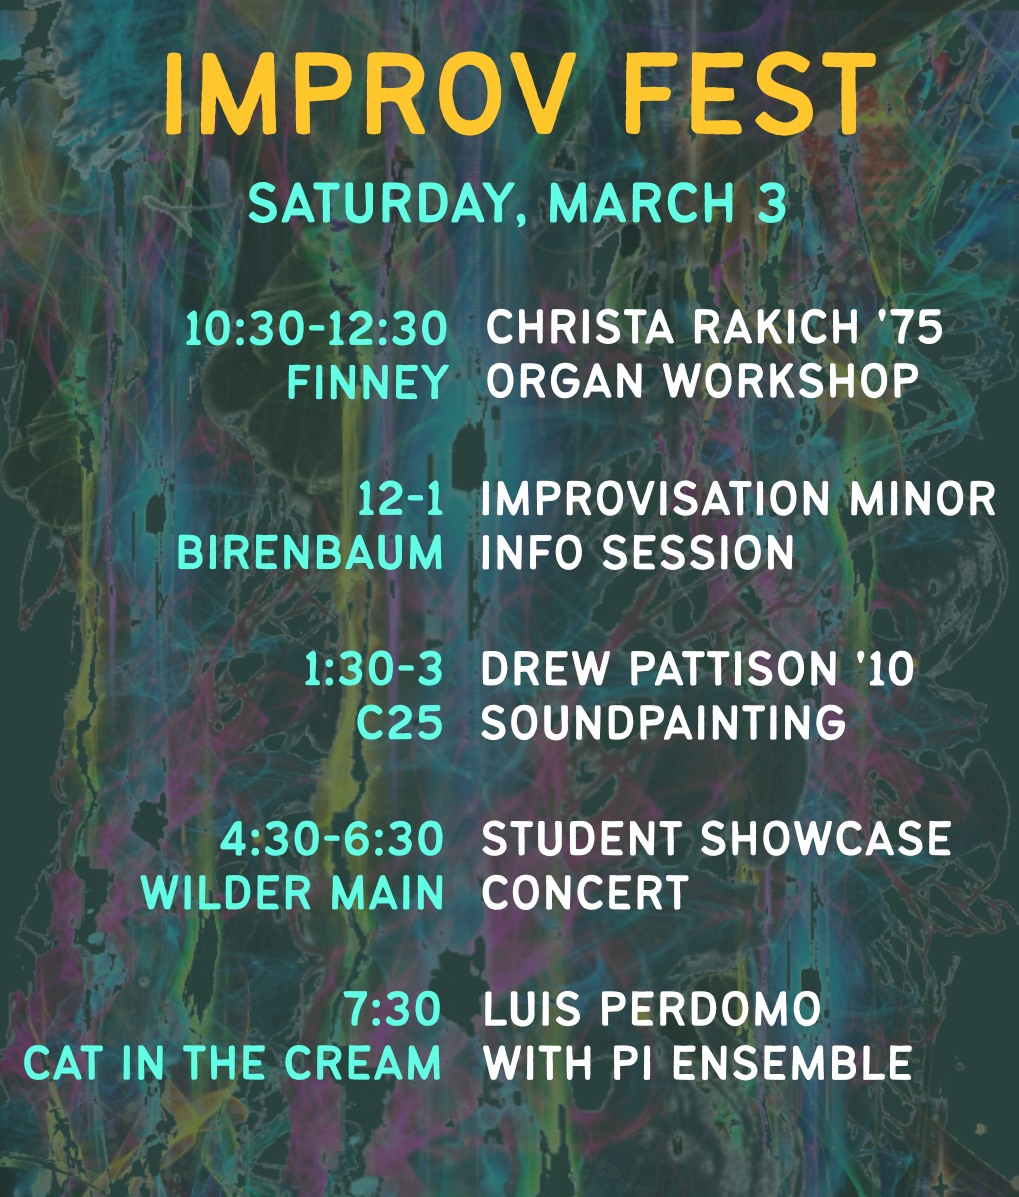 IMPROV FEST
SATURDAY, MARCH 3
10:30-12:30 CHRISTA RAKICH '75
FINNEY ORGAN WORKSHOP
12-1 IMPROVISATION MINOR
BIRENBAUM INFO SESSION
1:30-3 DREW PATTISON '10
C25 SOUNDPAINTING
4:30-6:30 STUDENT SHOWCASE
WILDER MAIN CONCERT
7:30 LUIS PERDOMO
CAT IN THE CREAM WITH PI ENSEMBLE